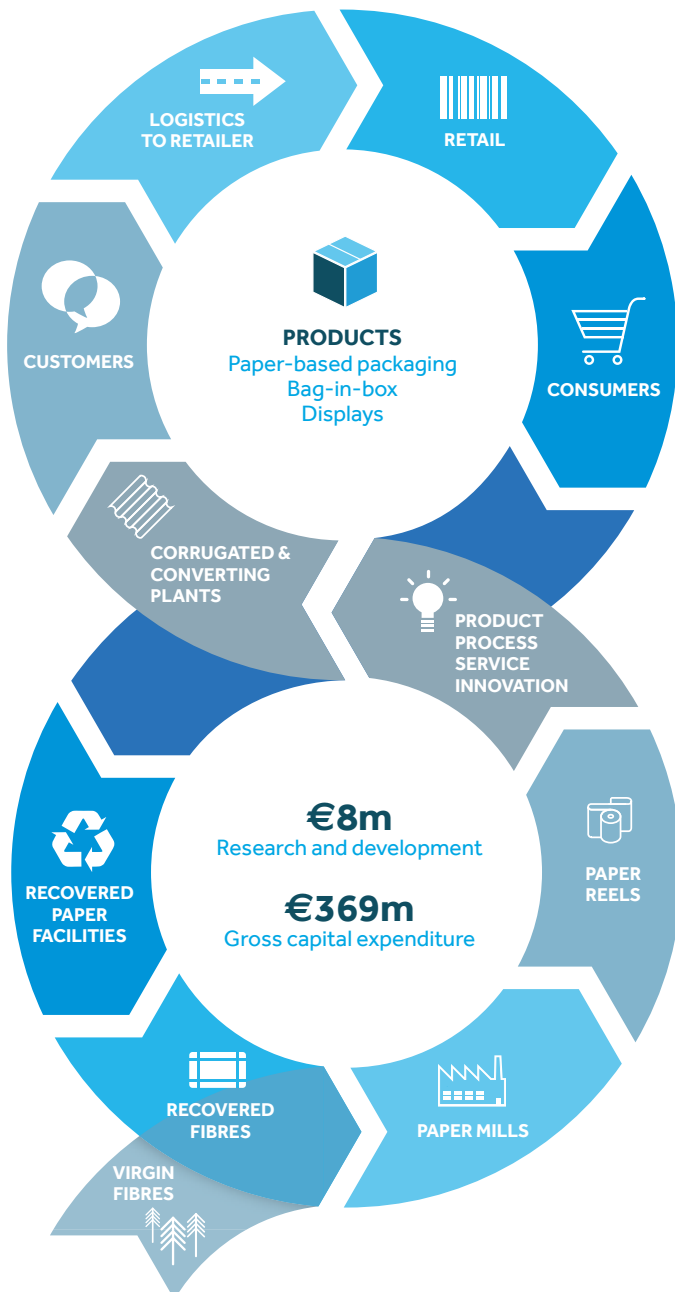 LOGISTICS
TO RETAILER
RETAIL
CUSTOMERS
PRODUCTS
Paper-based packaging
Bag-in-box
Displays
CONSUMERS
CORRUGATED &
CONVERTING
PLANTS
PRODUCT
PROCESS
SERVICE
INNOVATION
€8m
Research and development
€369m
Gross capital expenditure
RECOVERED
PAPER
FACILITIES
PAPER
REELS
RECOVERED
FIBRES
PAPER MILLS
VIRGIN
FIBRES